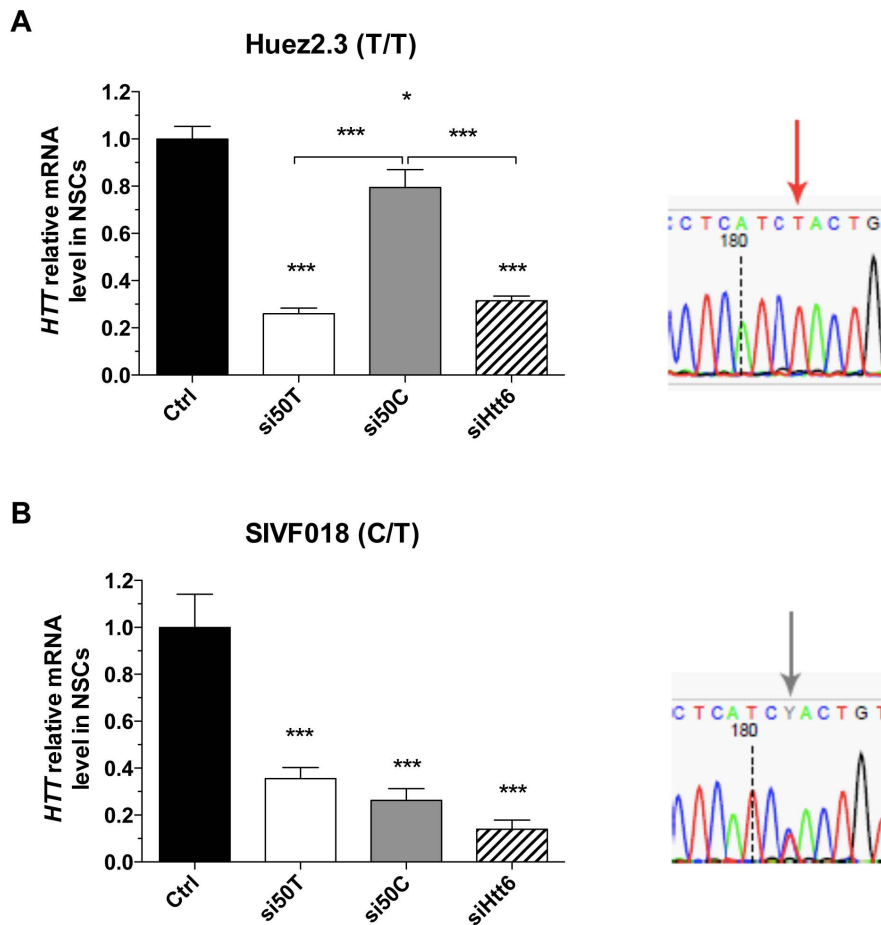 A
Huez2.3 (T/T)
HTT relative mRNA
level in NSCs
1.2
1.0
0.8
0.6
0.4
0.2
0.0
*
***
***
***
***
Ctrl
si50T
si50C
siHtt6
C C T C A T C T A C T G
180
B
SIVF018 (C/T)
HTT relative mRNA
level in NSCs
1.2
1.0
0.8
0.6
0.4
0.2
0.0
***
***
***
Ctrl
si50T
si50C
siHtt6
C T C A T C Y A C T G T
180